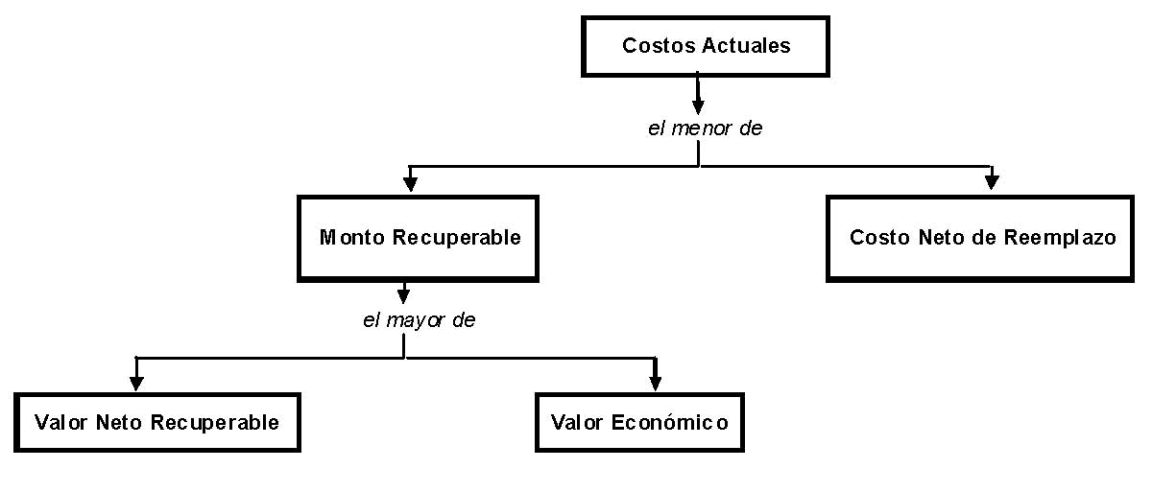 Costos Actuales
el menor de
Monto Recuperable
Costo Neto de Reemplazo
el mayor de
Valor Neto Recuperable
Valor Económico